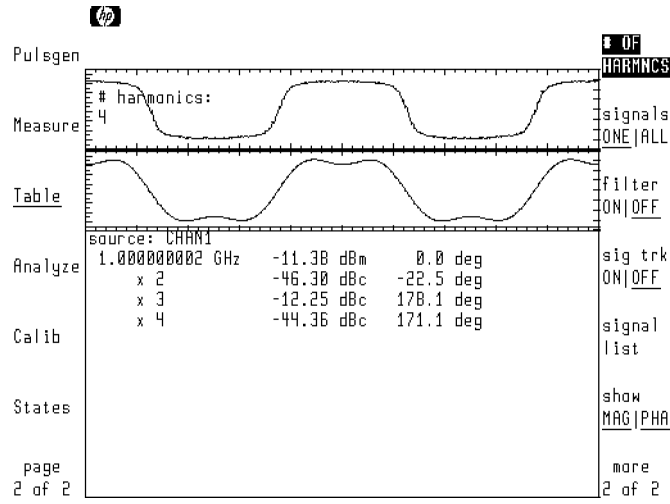 hp
Pulsgen
Measure
Table
Analyze
Calib
States
page
2 of 2
# harmonics:
4
source: CHAN1
1.000000002 GHz -11.38 dBm 0.0 deg
x 2 -46.30 dBc -22.5 deg
x 3 -12.25 dBc 178.1 deg
x 4 -44.36 dBc 171.1 deg
# OF
HARMNCS
signals
ONE|ALL
filter
ON|OFF
sig trk
ON|OFF
signal
list
show
MAG|PHA
more
2 of 2